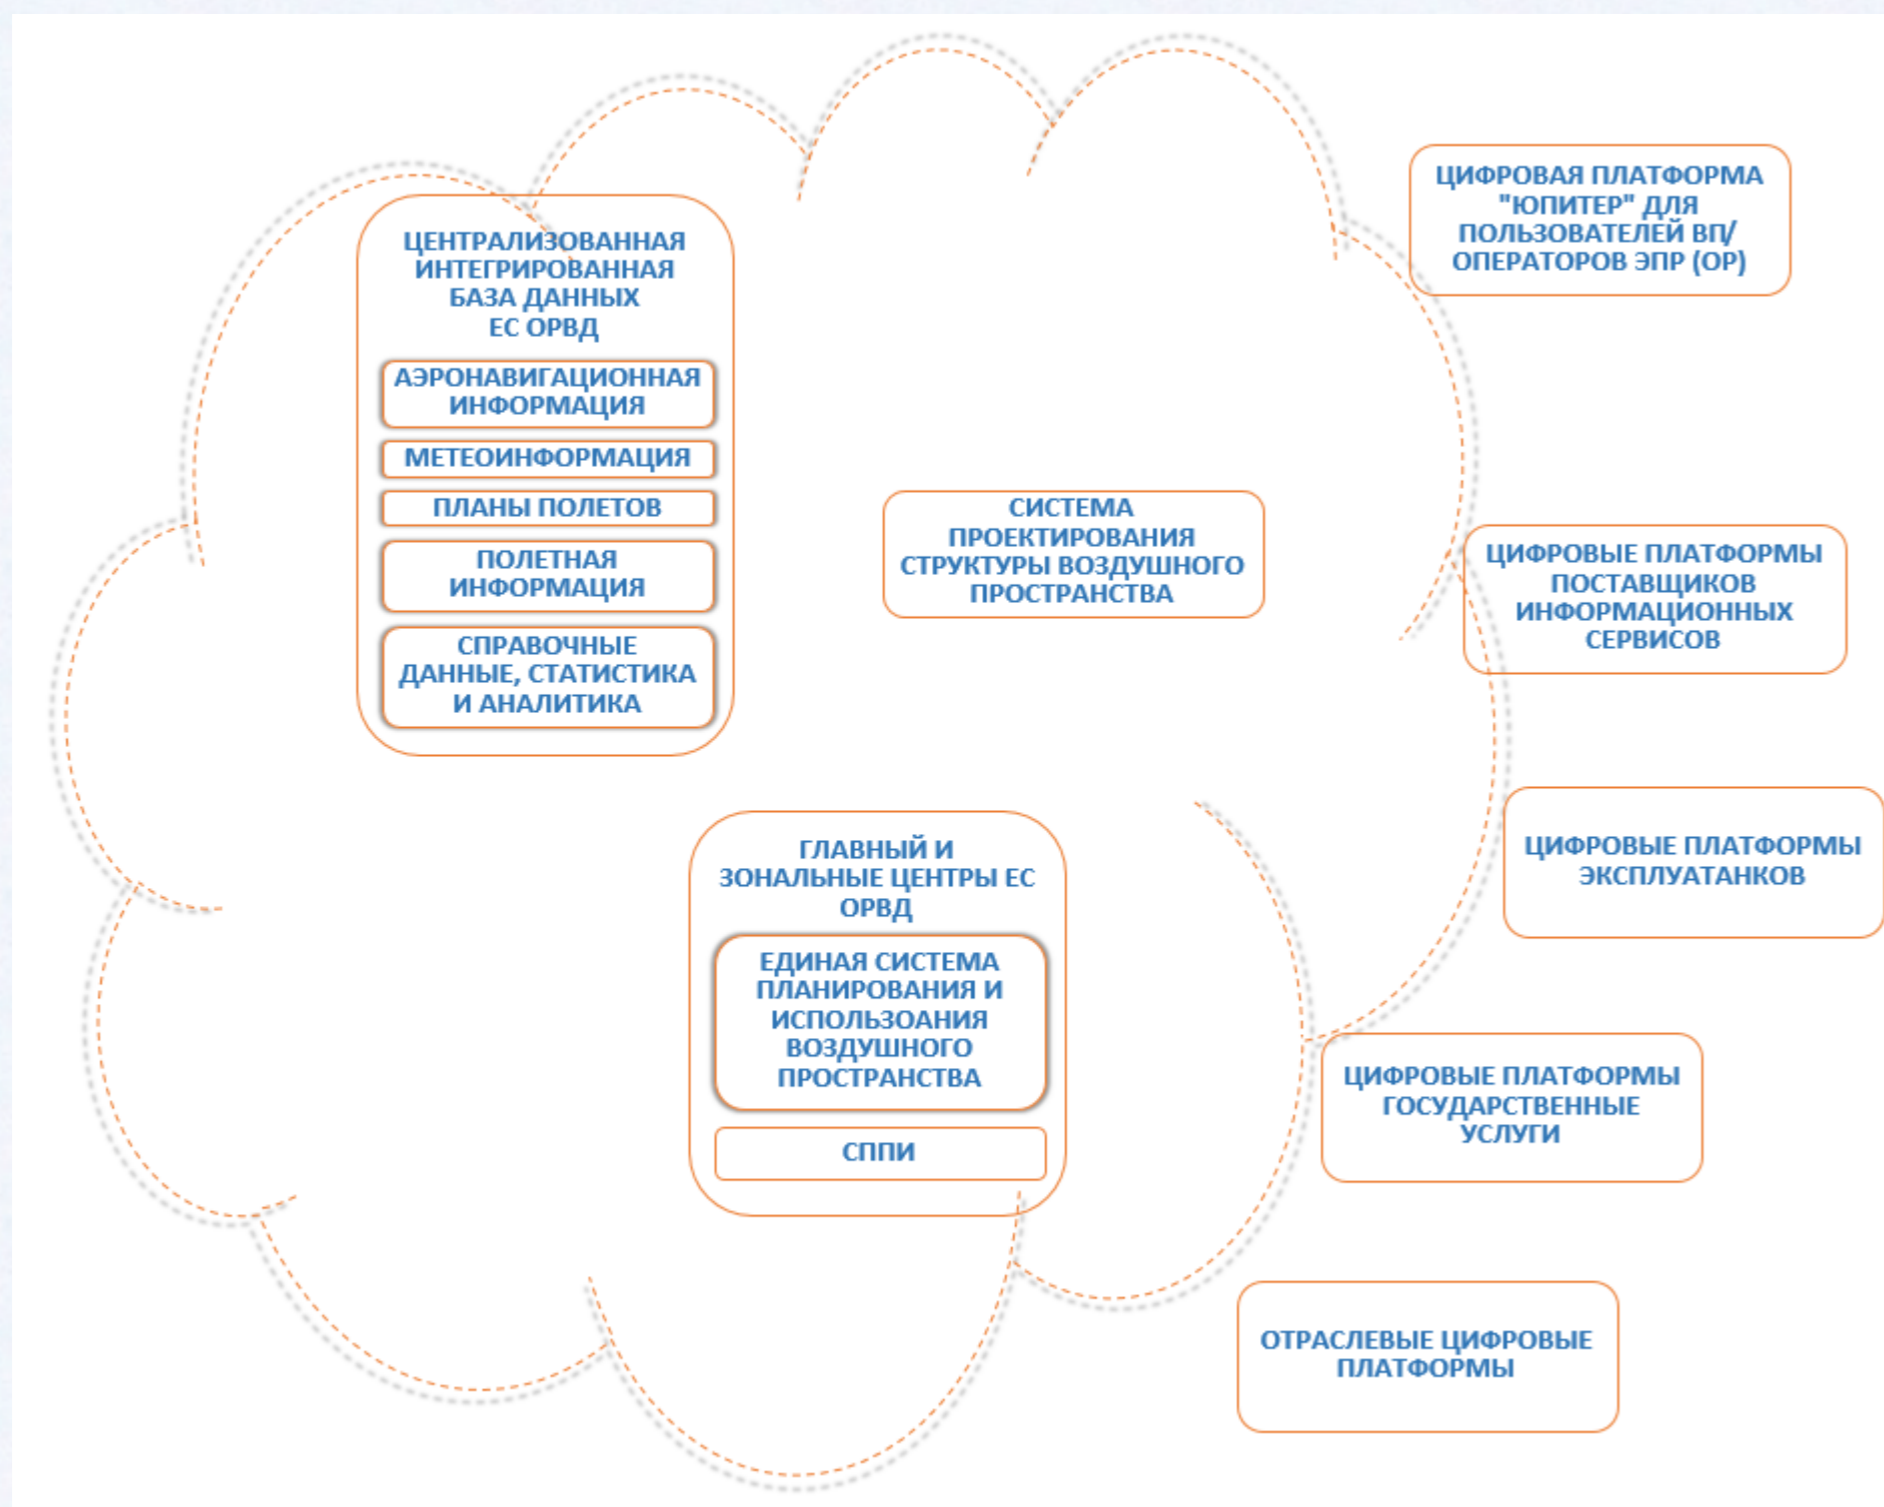 ЦЕНТРАЛИЗОВАННАЯ
ИНТЕГРИРОВАННАЯ
БАЗА ДАННЫХ
ЕС ОРВД
АЭРОНАВИГАЦИОННАЯ
ИНФОРМАЦИЯ
МЕТЕОИНФОРМАЦИЯ
ПЛАНЫ ПОЛЕТОВ
ПОЛЕТНАЯ
ИНФОРМАЦИЯ
СПРАВОЧНЫЕ
ДАННЫЕ, СТАТИСТИКА
И АНАЛИТИКА
СИСТЕМА
ПРОЕКТИРОВАНИЯ
СТРУКТУРЫ ВОЗДУШНОГО
ПРОСТРАНСТВА
ГЛАВНЫЙ И
ЗОНАЛЬНЫЕ ЦЕНТРЫ ЕС
ОРВД
ЕДИНАЯ СИСТЕМА
ПЛАНИРОВАНИЯ И
ИСПОЛЬЗОАНИЯ
ВОЗДУШНОГО
ПРОСТРАНСТВА
СППИ
ЦИФРОВАЯ ПЛАТФОРМА
"ЮПИТЕР" ДЛЯ
ПОЛЬЗОВАТЕЛЕЙ ВП/
ОПЕРАТОРОВ ЭПР (ОР)
ЦИФРОВЫЕ ПЛАТФОРМЫ
ПОСТАВЩИКОВ
ИНФОРМАЦИОННЫХ
СЕРВИСОВ
ЦИФРОВЫЕ ПЛАТФОРМЫ
ЭКСПЛУАТАНКОВ
ЦИФРОВЫЕ ПЛАТФОРМЫ
ГОСУДАРСТВЕННЫЕ
УСЛУГИ
ОТРАСЛЕВЫЕ ЦИФРОВЫЕ
ПЛАТФОРМЫ